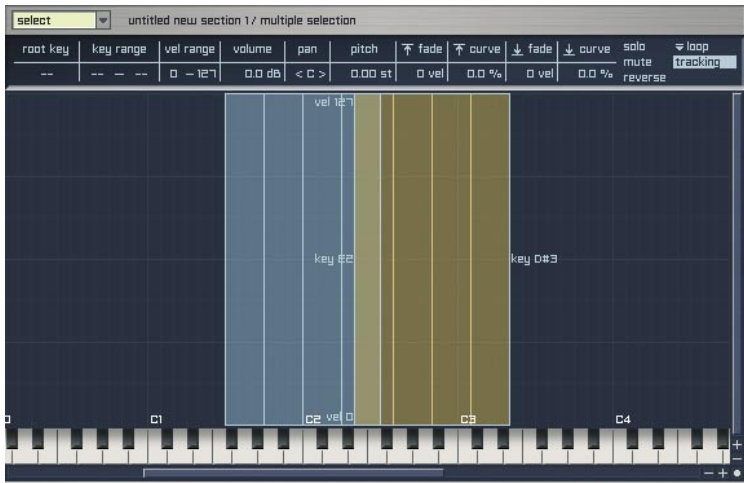 select untitled new section 1 / multiple selection
root key key range vel range volume pan pitch fade curve fade curve solo loop
mute tracking
-- -- — -- 0 — 127 0.0 dB < C > 0.00 st 0 vel 0.0 % 0 vel 0.0 % reverse
vel 127
key E2 key D#3
C1 C2 vel 0 C3 C4